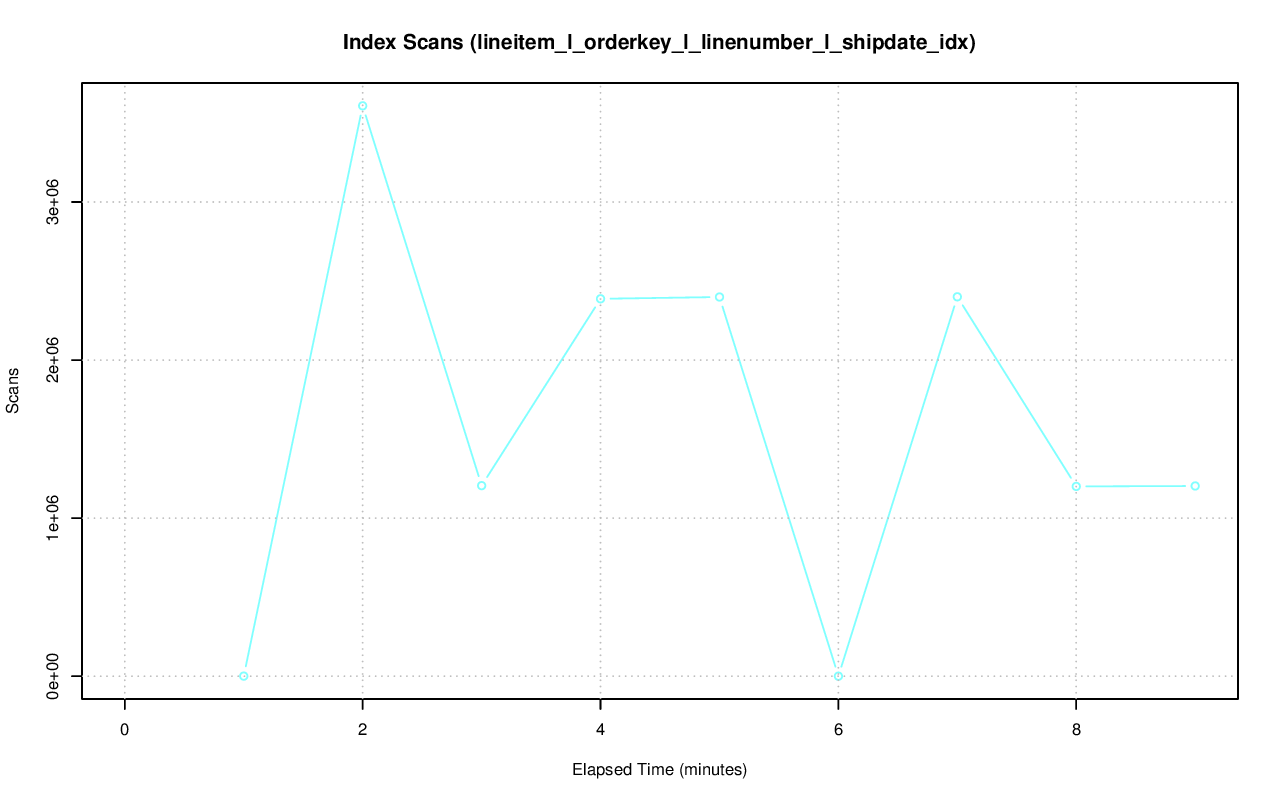 Index Scans (lineitem_l_orderkey_l_linenumber_l_shipdate_idx)
Scans
3e+06
2e+06
1e+06
0e+00
0 2 4 6 8
Elapsed Time (minutes)